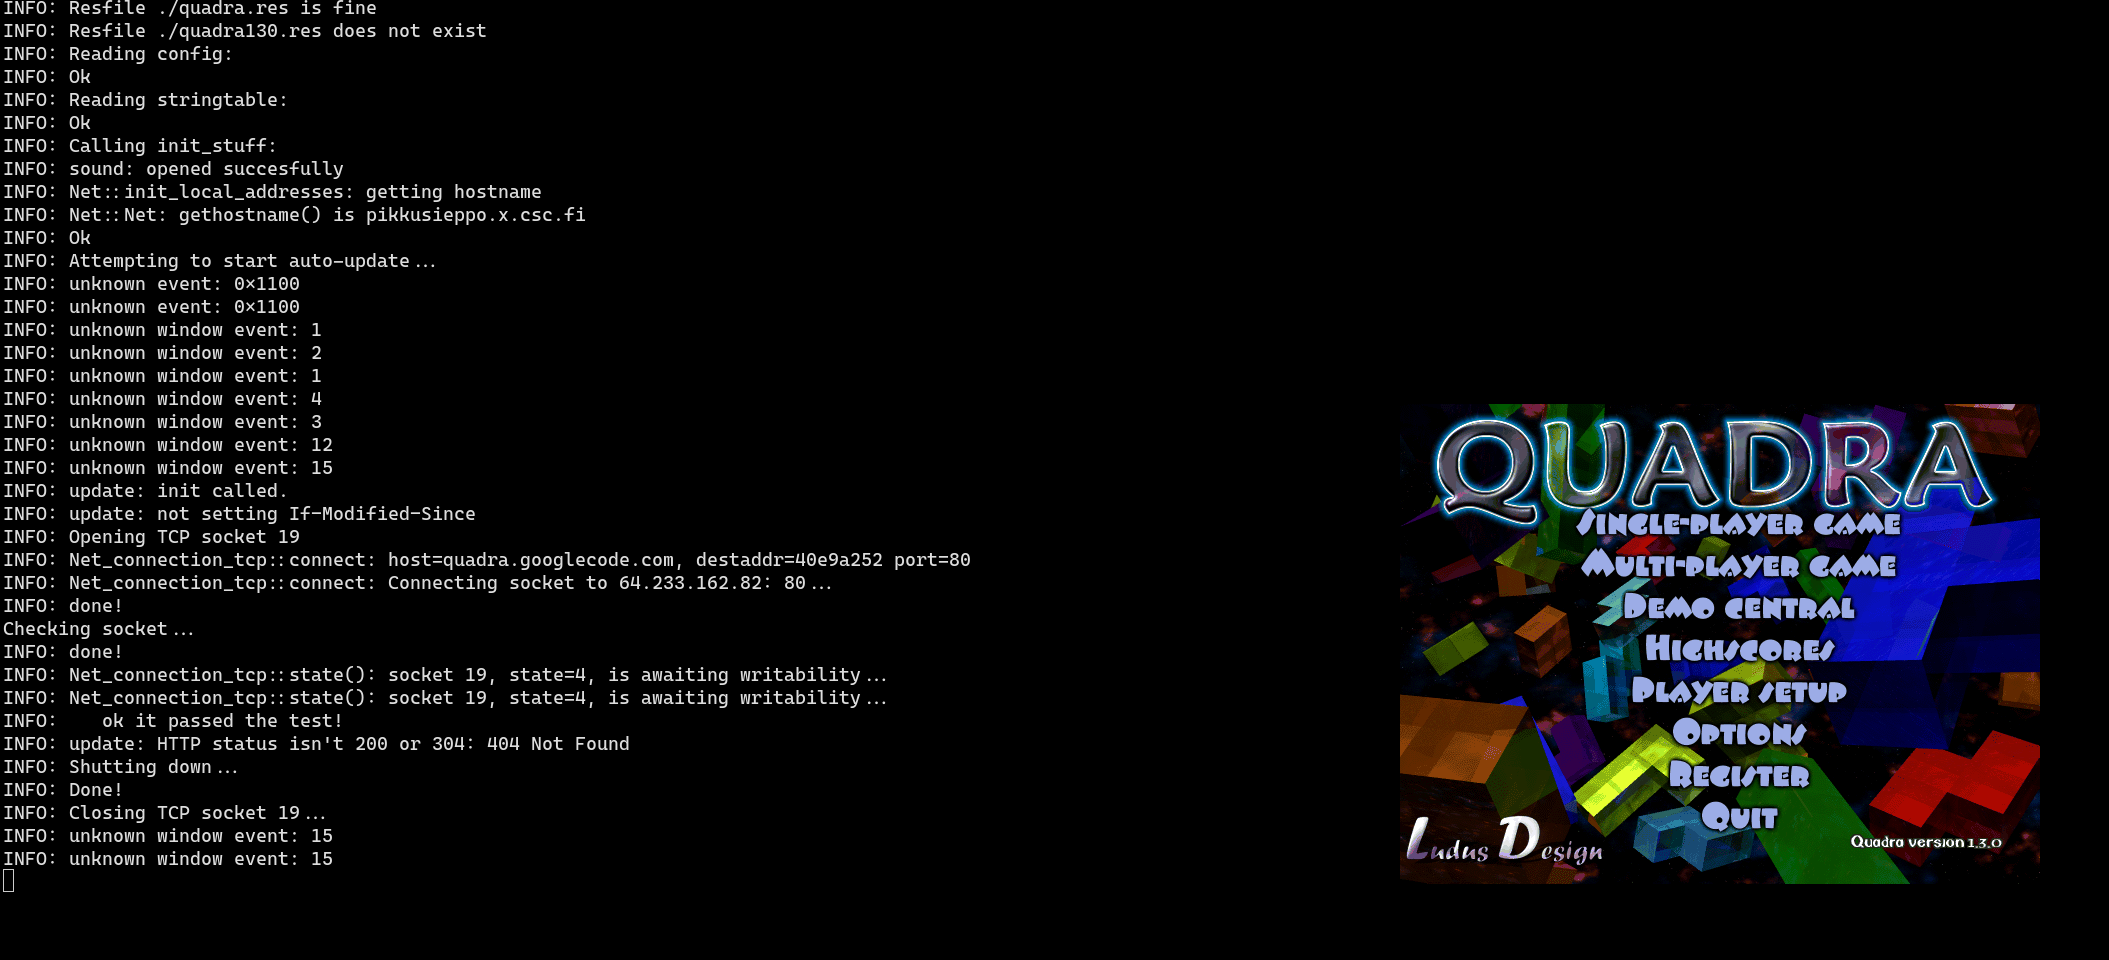 INFO: Resfile ./quadra.res is fine
INFO: Resfile ./quadra130.res does not exist
INFO: Reading config:
INFO: Ok
INFO: Reading stringtable:
INFO: Ok
INFO: Calling init_stuff:
INFO: sound: opened succesfully
INFO: Net::init_local_addresses: getting hostname
INFO: Net::Net: gethostname() is pikkusieppo.x.csc.fi
INFO: Ok
INFO: Attempting to start auto-update...
INFO: unknown event: 0×1100
INFO: unknown event: 0×1100
INFO: unknown window event: 1
INFO: unknown window event: 2
INFO: unknown window event: 1
INFO: unknown window event: 4
INFO: unknown window event: 3
INFO: unknown window event: 12
INFO: unknown window event: 15
INFO: update: init called.
INFO: update: not setting If-Modified-Since
INFO: Opening TCP socket 19
INFO: Net_connection_tcp::connect: host=quadra.googlecode.com, destaddr=40e9a252 port=80
INFO: Net_connection_tcp::connect: Connecting socket to 64.233.162.82: 80...
INFO: done!
Checking socket...
INFO: done!
INFO: Net_connection_tcp::state(): socket 19, state=4, is awaiting writability...
INFO: Net_connection_tcp::state(): socket 19, state=4, is awaiting writability...
INFO:    ok it passed the test!
INFO: update: HTTP status isn't 200 or 304: 404 Not Found
INFO: Shutting down...
INFO: Done!
INFO: Closing TCP socket 19...
INFO: unknown window event: 15
INFO: unknown window event: 15
QUADRA
Single-player game
Multi-player game
Demo central
Highscores
Player setup
Options
Register
Quit
Quadra version 1.3.0
Ludus Design